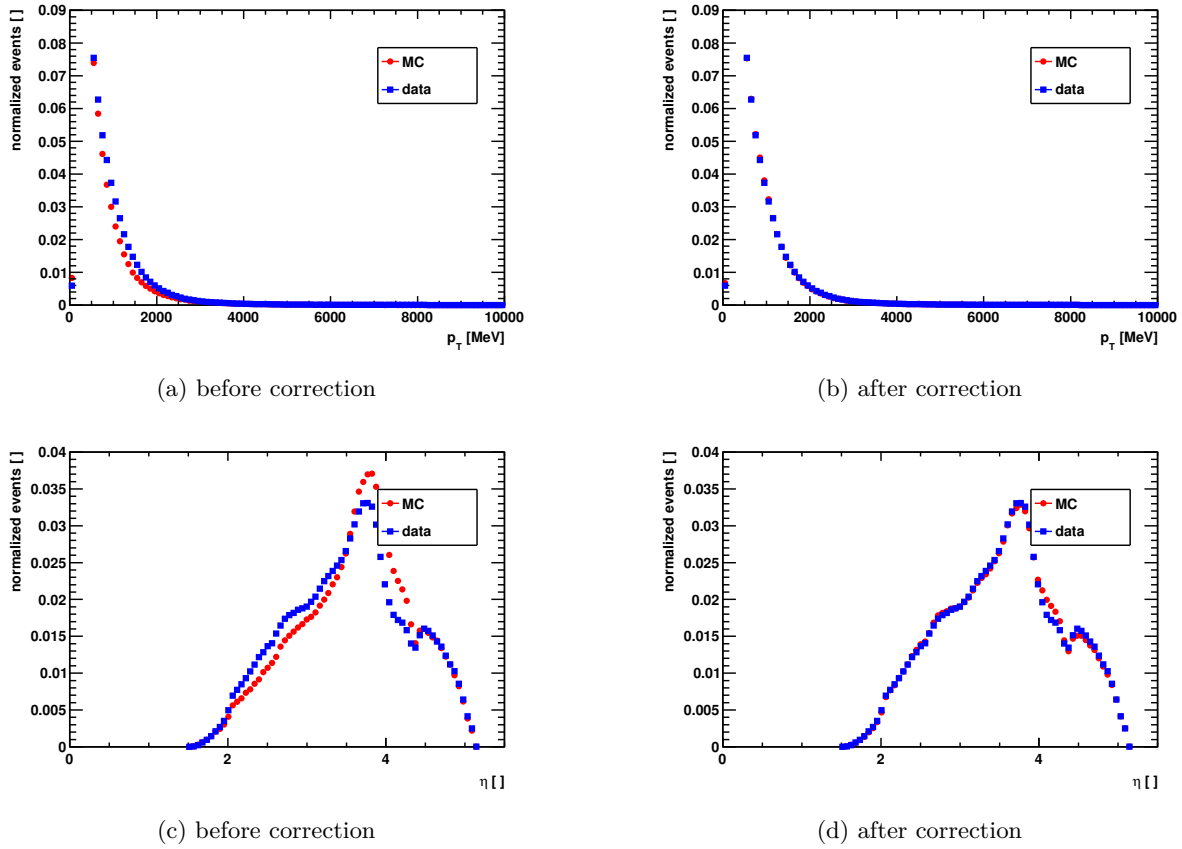 normalized events [ ]
0.09
0.08
0.07
0.06
0.05
0.04
0.03
0.02
0.01
0
0 2000 4000 6000 8000 10000
p_T [MeV]
MC
data
(a) before correction
normalized events [ ]
0.09
0.08
0.07
0.06
0.05
0.04
0.03
0.02
0.01
0
0 2000 4000 6000 8000 10000
p_T [MeV]
MC
data
(b) after correction
normalized events [ ]
0.04
0.035
0.03
0.025
0.02
0.015
0.01
0.005
0
0 2 4
η [ ]
MC
data
(c) before correction
normalized events [ ]
0.04
0.035
0.03
0.025
0.02
0.015
0.01
0.005
0
0 2 4
η [ ]
MC
data
(d) after correction